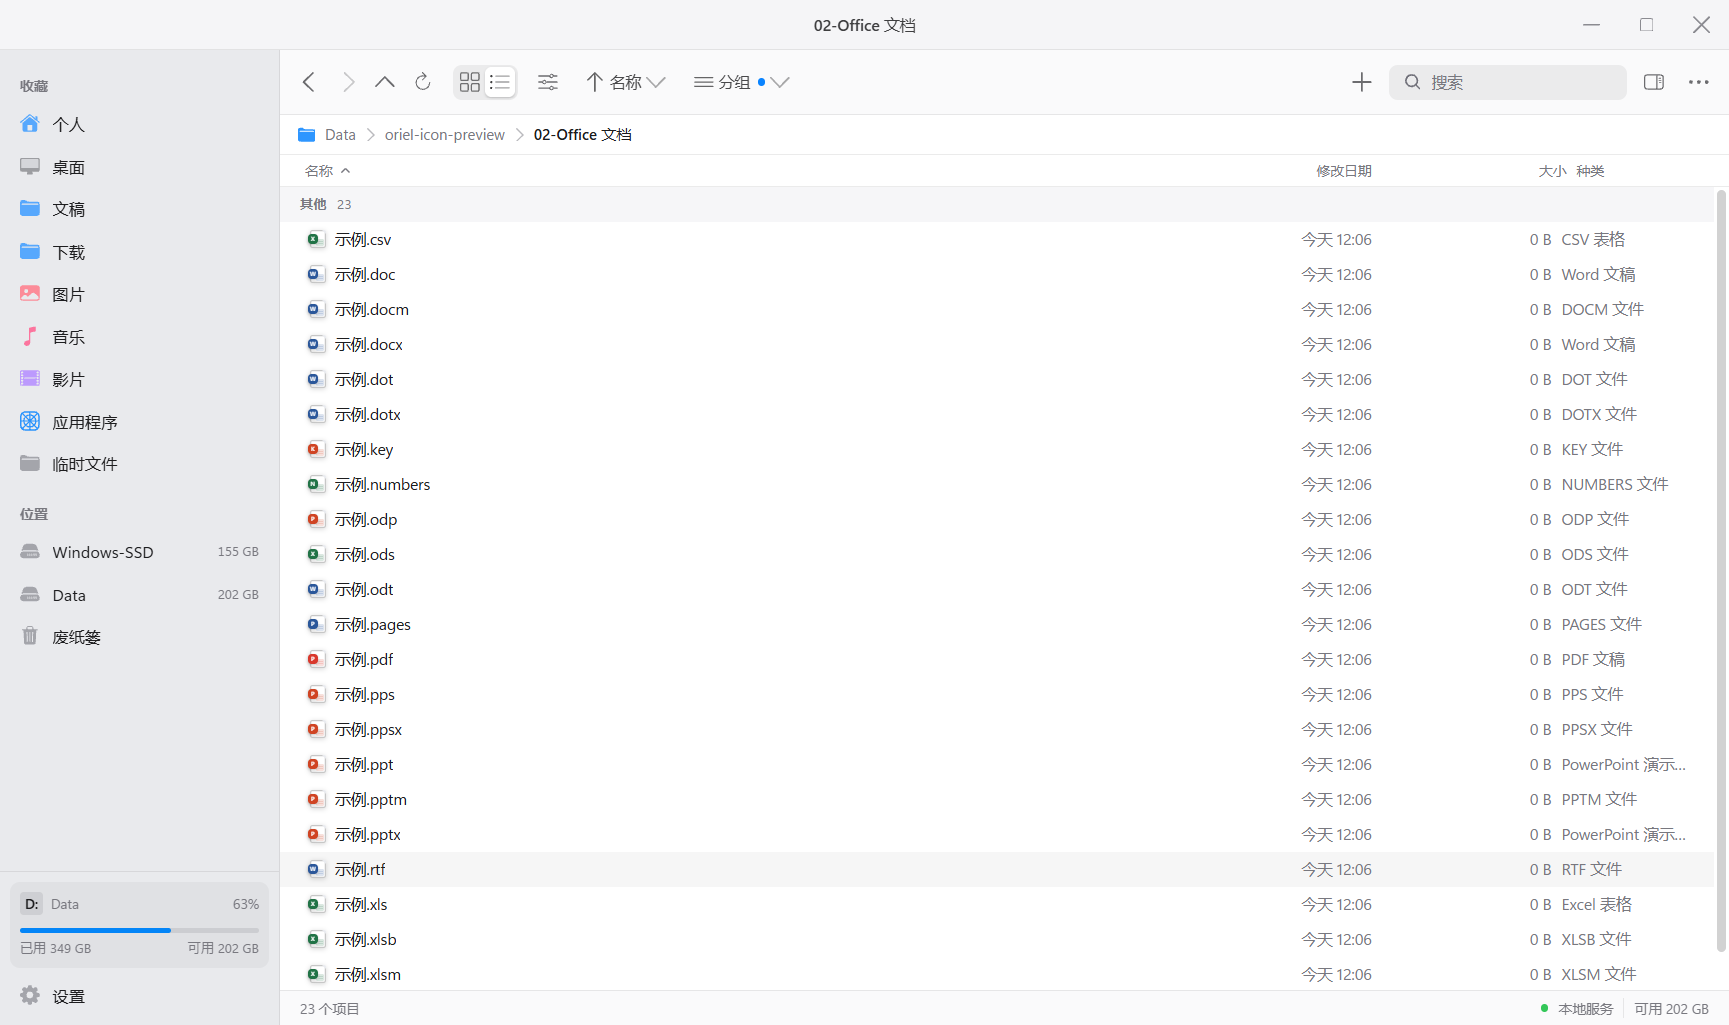 02-Office 文档
收藏
个人
桌面
文稿
下载
图片
音乐
影片
应用程序
临时文件
位置
Windows-SSD 155 GB
Data 202 GB
废纸篓
D: Data 63%
已用 349 GB 可用 202 GB
设置
名称 分组 搜索
Data oriel-icon-preview 02-Office 文档
名称 修改日期 大小 种类
其他 23
示例.csv 今天 12:06 0 B CSV 表格
示例.doc 今天 12:06 0 B Word 文稿
示例.docm 今天 12:06 0 B DOCM 文件
示例.docx 今天 12:06 0 B Word 文稿
示例.dot 今天 12:06 0 B DOT 文件
示例.dotx 今天 12:06 0 B DOTX 文件
示例.key 今天 12:06 0 B KEY 文件
示例.numbers 今天 12:06 0 B NUMBERS 文件
示例.odp 今天 12:06 0 B ODP 文件
示例.ods 今天 12:06 0 B ODS 文件
示例.odt 今天 12:06 0 B ODT 文件
示例.pages 今天 12:06 0 B PAGES 文件
示例.pdf 今天 12:06 0 B PDF 文稿
示例.pps 今天 12:06 0 B PPS 文件
示例.ppsx 今天 12:06 0 B PPSX 文件
示例.ppt 今天 12:06 0 B PowerPoint 演示...
示例.pptm 今天 12:06 0 B PPTM 文件
示例.pptx 今天 12:06 0 B PowerPoint 演示...
示例.rtf 今天 12:06 0 B RTF 文件
示例.xls 今天 12:06 0 B Excel 表格
示例.xlsb 今天 12:06 0 B XLSB 文件
示例.xlsm 今天 12:06 0 B XLSM 文件
23 个项目 本地服务 可用 202 GB